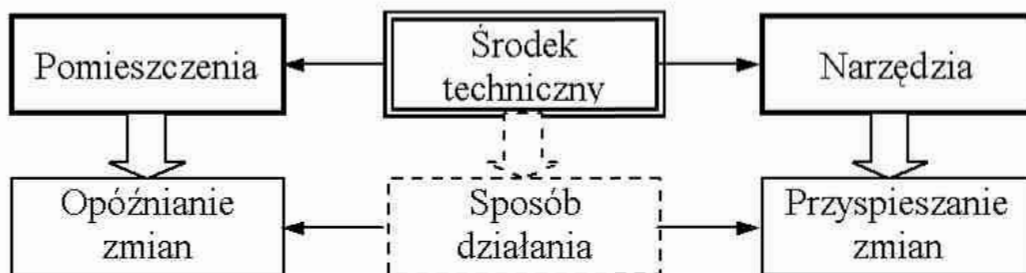 Pomieszczenia
Środek
techniczny
Narzędzia
Opóźnianie
zmian
Sposób
działania
Przyspieszanie
zmian